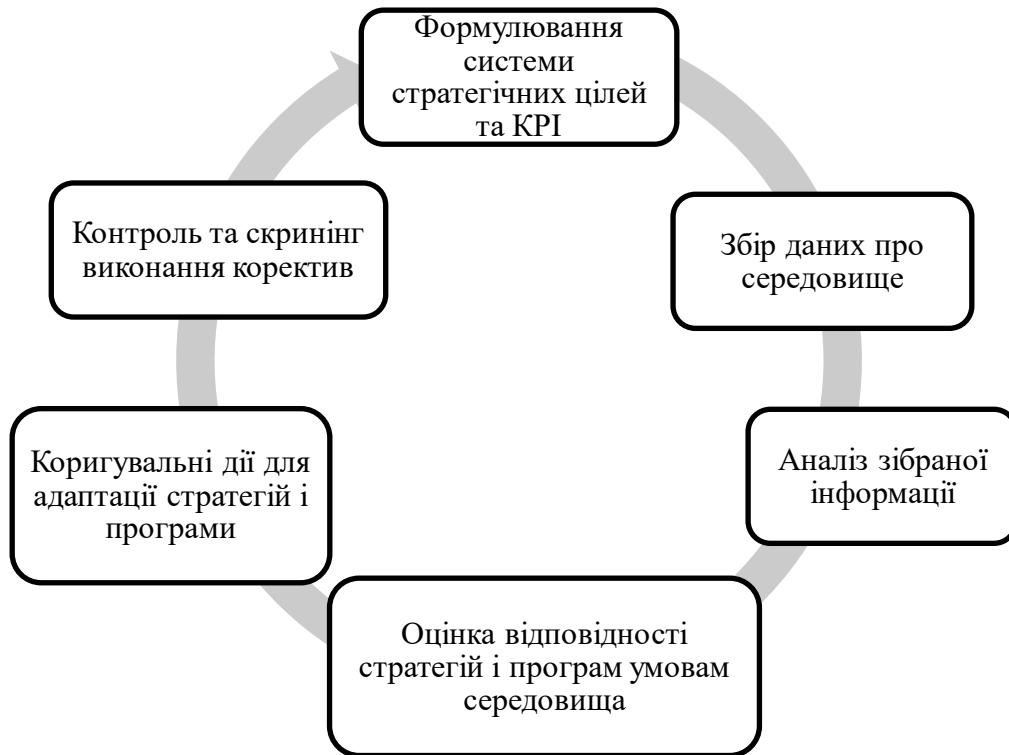 Формулювання
системи
стратегічних цілей
та КРІ
Збір даних про
середовище
Аналіз зібраної
інформації
Оцінка відповідності
стратегій і програм умовам
середовища
Коригувальні дії для
адаптації стратегій і
програми
Контроль та скринінг
виконання коректив